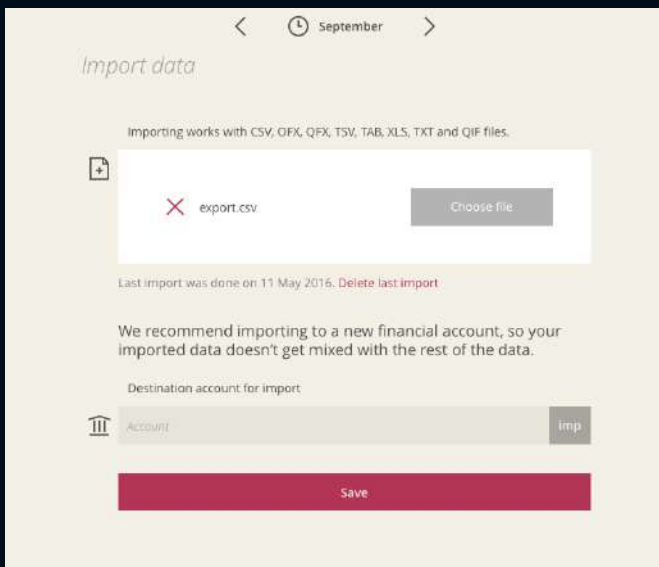 September
Import data
Importing works with CSV, OFX, QFX, TSV, TAB, XLS, TXT and QIF files.
export.csv
Choose file
Last import was done on 11 May 2016. Delete last import
We recommend importing to a new financial account, so your
imported data doesn't get mixed with the rest of the data.
Destination account for import
Account
imp
Save